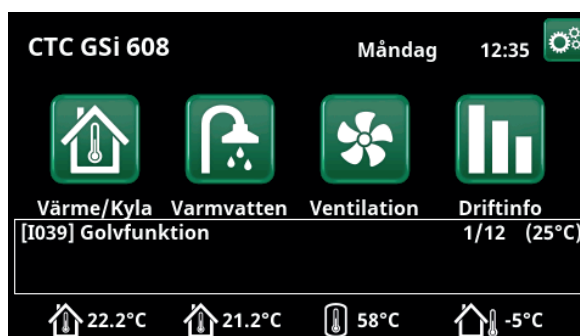 CTC GSi 608 Måndag 12:35
Värme/Kyla Varmvatten Ventilation Driftinfo
[I039] Golvfunktion 1/12 (25°C)
22.2°C 21.2°C 58°C -5°C